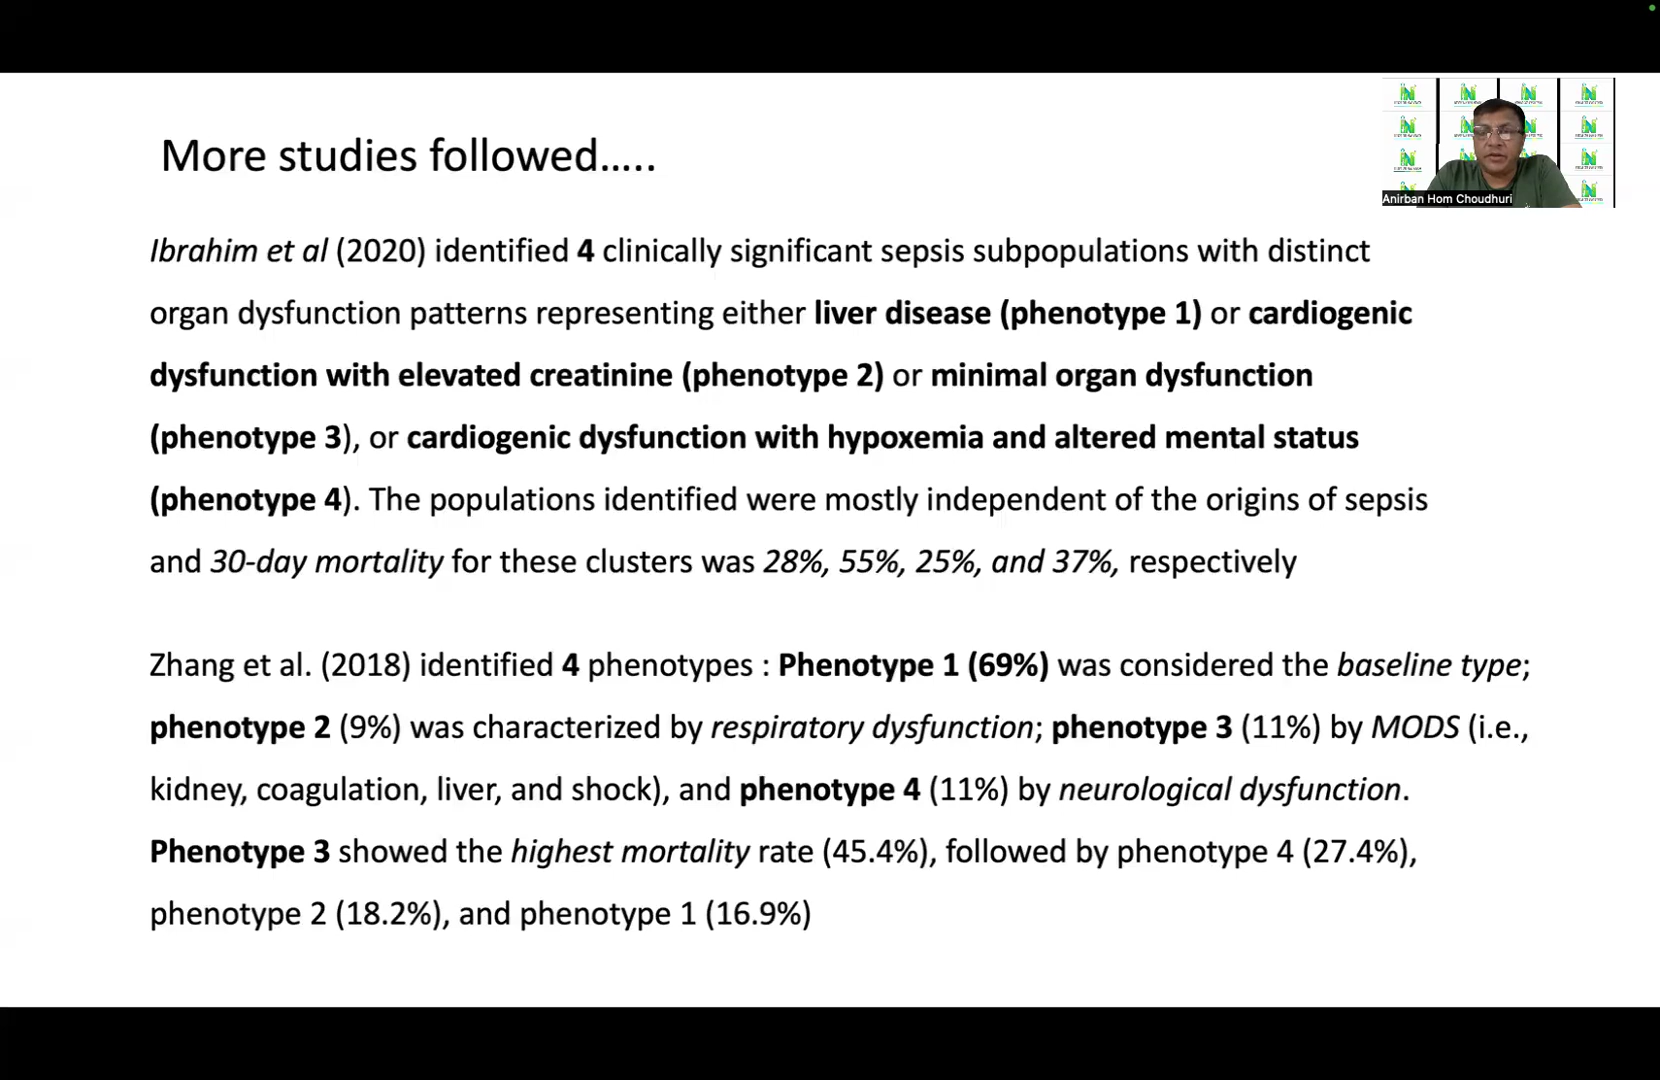 More studies followed…..
Anirban Hom Choudhuri
Ibrahim et al (2020) identified 4 clinically significant sepsis subpopulations with distinct
organ dysfunction patterns representing either liver disease (phenotype 1) or cardiogenic
dysfunction with elevated creatinine (phenotype 2) or minimal organ dysfunction
(phenotype 3), or cardiogenic dysfunction with hypoxemia and altered mental status
(phenotype 4). The populations identified were mostly independent of the origins of sepsis
and 30-day mortality for these clusters was 28%, 55%, 25%, and 37%, respectively
Zhang et al. (2018) identified 4 phenotypes : Phenotype 1 (69%) was considered the baseline type;
phenotype 2 (9%) was characterized by respiratory dysfunction; phenotype 3 (11%) by MODS (i.e.,
kidney, coagulation, liver, and shock), and phenotype 4 (11%) by neurological dysfunction.
Phenotype 3 showed the highest mortality rate (45.4%), followed by phenotype 4 (27.4%),
phenotype 2 (18.2%), and phenotype 1 (16.9%)